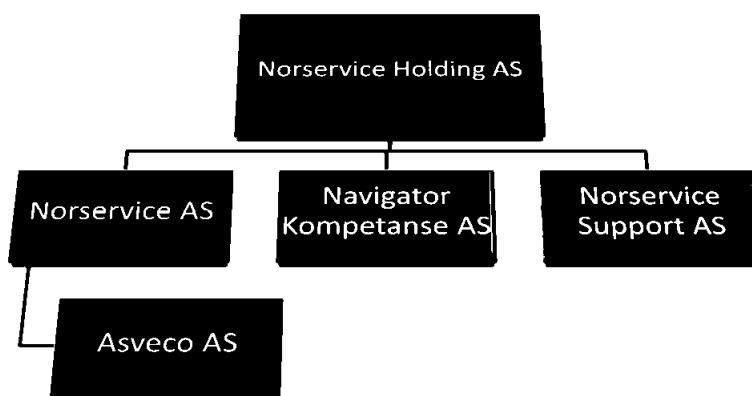 Norservice Holding AS
Norservice AS
Navigator
Kompetanse AS
Norservice
Support AS
Asveco AS